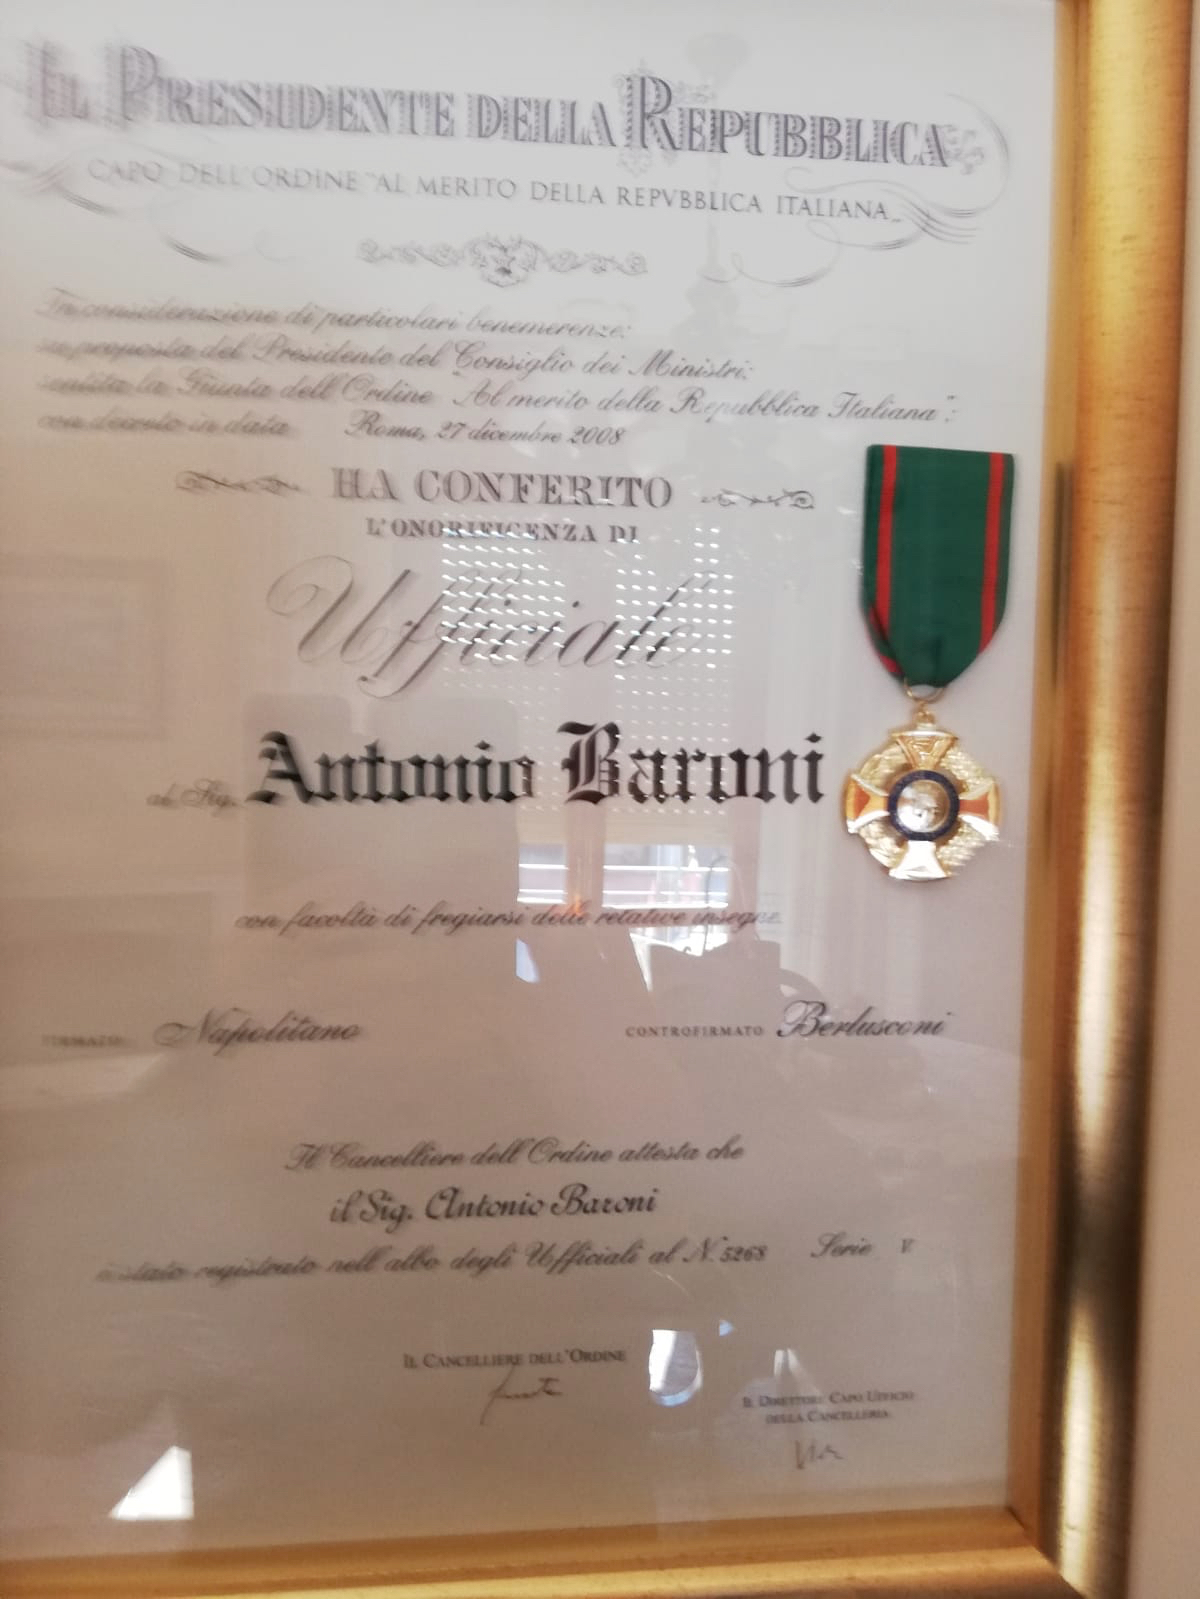 IL PRESIDENTE DELLA REPUBBLICA
CAPO DELL'ORDINE "AL MERITO DELLA REPVBBLICA ITALIANA„
In considerazione di particolari benemerenze;
su proposta del Presidente del Consiglio dei Ministri;
sentita la Giunta dell'Ordine "Al merito della Repubblica Italiana";
con decreto in data Roma, 27 dicembre 2008
HA CONFERITO
L'ONORIFICENZA DI
Ufficiale
al Sig. Antonio Baroni
con facoltà di fregiarsi delle relative insegne.
FIRMATO: Napolitano CONTROFIRMATO Berlusconi
Il Cancelliere dell'Ordine attesta che
il Sig. Antonio Baroni
è stato registrato nell'albo degli Ufficiali al N. 5268 Serie V
IL CANCELLIERE DELL'ORDINE
IL DIRETTORE CAPO UFFICIO
DELLA CANCELLERIA